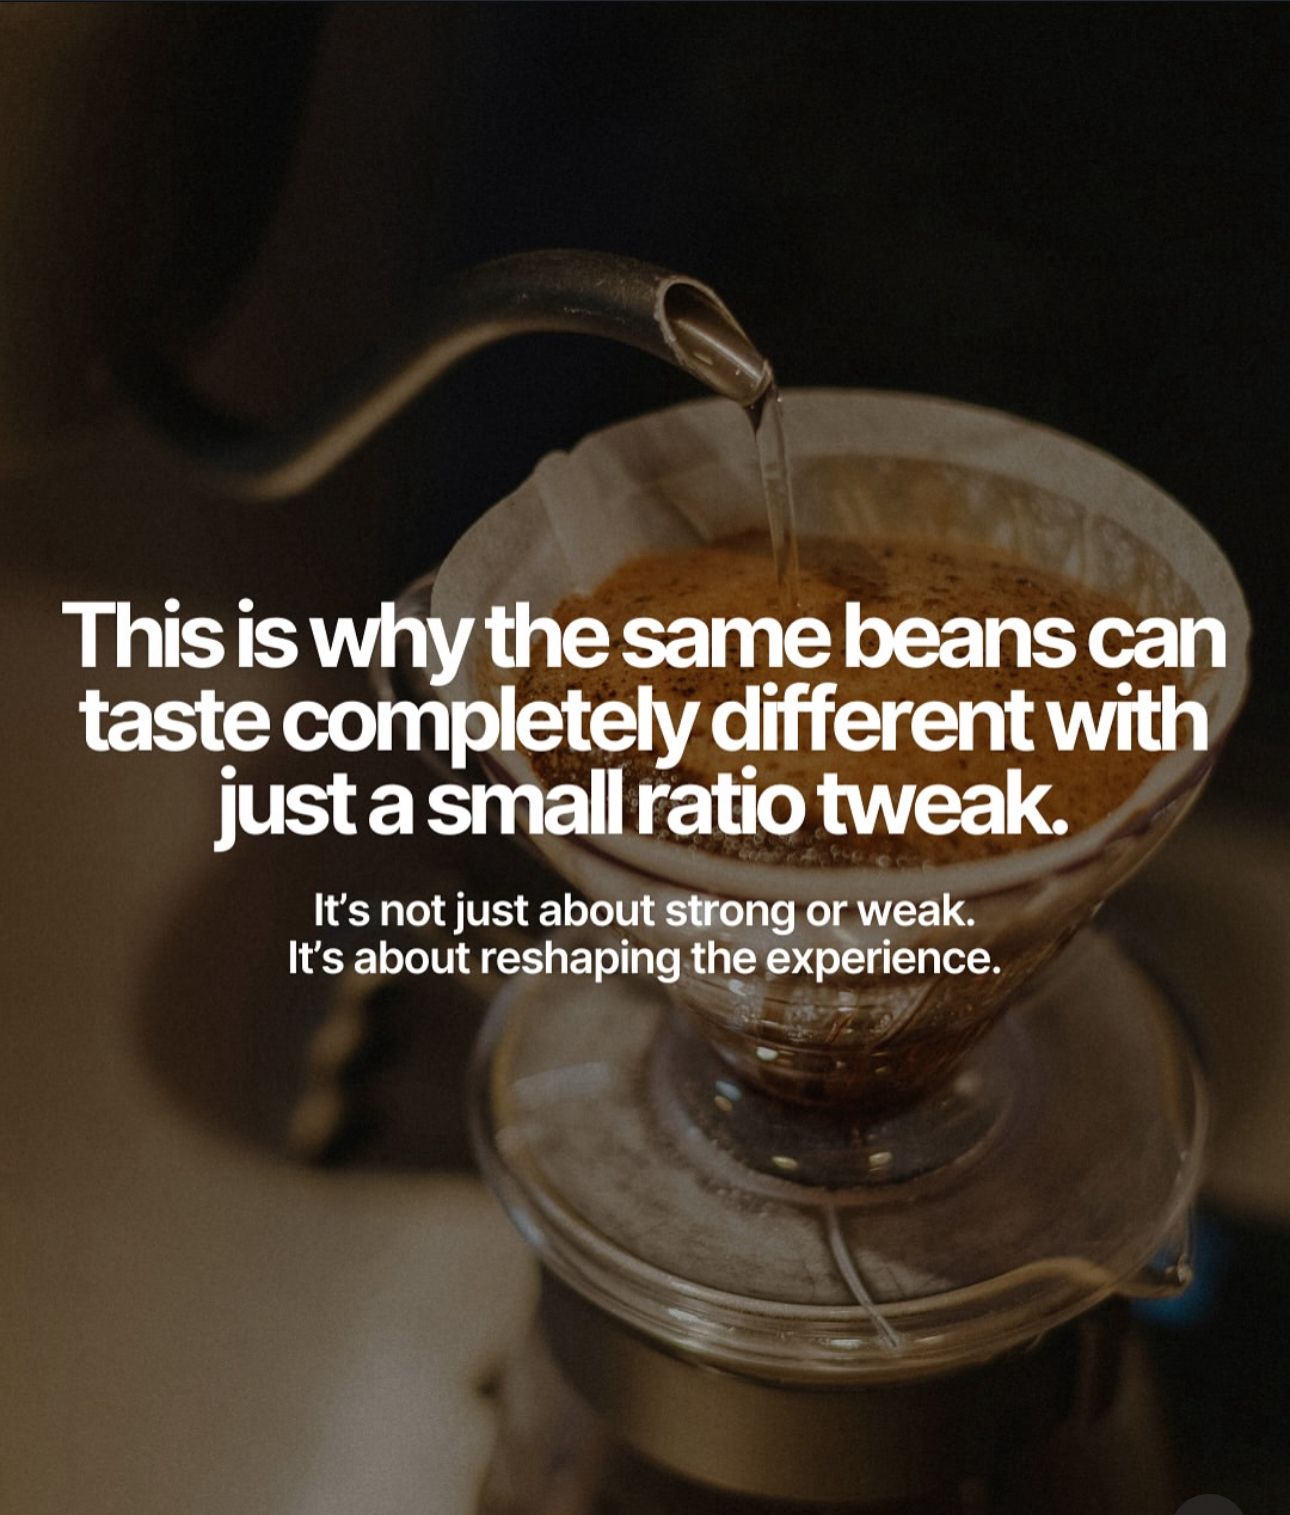 This is why the same beans can
taste completely different with
just a small ratio tweak.
It’s not just about strong or weak.
It’s about reshaping the experience.